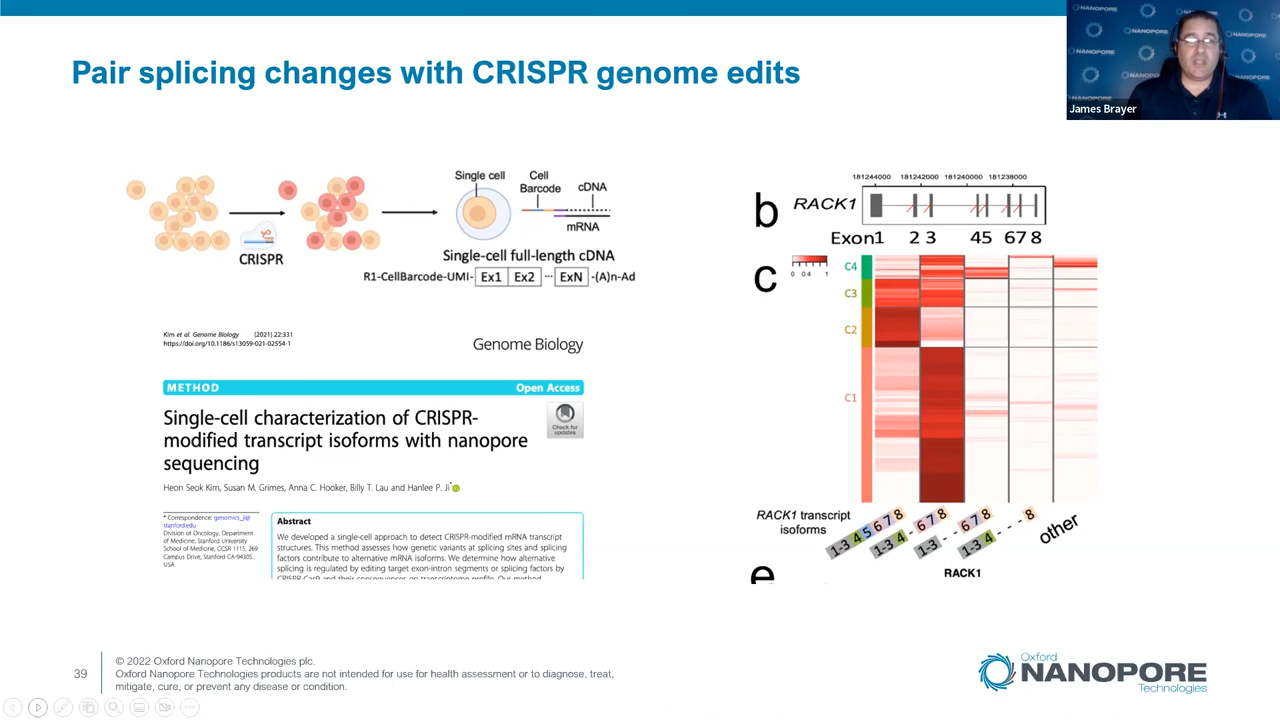 NANOPORE
James Brayer
Pair splicing changes with CRISPR genome edits
CRISPR
Single cell
Cell
Barcode
cDNA
mRNA
Single-cell full-length cDNA
R1-CellBarcode-UMI- Ex1 Ex2 ... ExN -(A)n-Ad
Kim et al. Genome Biology (2021) 22:331
https://doi.org/10.1186/s13059-021-02554-1
Genome Biology
METHOD Open Access
Single-cell characterization of CRISPR-
modified transcript isoforms with nanopore
sequencing
Check for
updates
Heon Seok Kim, Susan M. Grimes, Anna C. Hooker, Billy T. Lau and Hanlee P. Ji*
* Correspondence: genomics_ji@
stanford.edu
Division of Oncology, Department
of Medicine, Stanford University
School of Medicine, CCSR 1115, 269
Campus Drive, Stanford CA-94305,
USA
Abstract
We developed a single-cell approach to detect CRISPR-modified mRNA transcript
structures. This method assesses how genetic variants at splicing sites and splicing
factors contribute to alternative mRNA isoforms. We determine how alternative
splicing is regulated by editing target exon-intron segments or splicing factors by
CRISPR-Cas9 and their consequences on transcriptome profile. Our method
181244000 181242000 181240000 181238000
b RACK1
Exon1 2 3 45 67 8
c
0 0.4 1
C4
C3
C2
C1
RACK1 transcript
isoforms
1-3 4 5 6 7 8
1-3 4 - - 6 7 8
1-3 - - - 6 7 8
1-3 4 - - - - 8
other
e
RACK1
39
© 2022 Oxford Nanopore Technologies plc.
Oxford Nanopore Technologies products are not intended for use for health assessment or to diagnose, treat,
mitigate, cure, or prevent any disease or condition.
Oxford
NANOPORE
Technologies